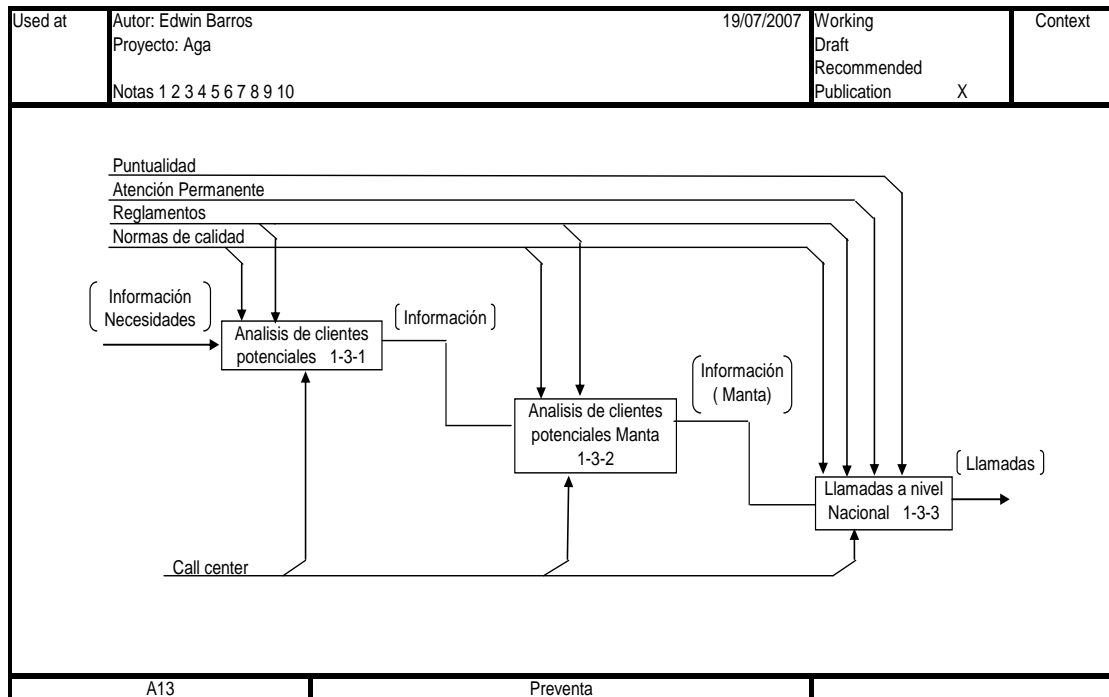 Used at
Autor: Edwin Barros
19/07/2007
Working
Context
Proyecto: Aga
Draft
Recommended
Notas 1 2 3 4 5 6 7 8 9 10
Publication X
Puntualidad
Atención Permanente
Reglamentos
Normas de calidad
Información
Necesidades
Analisis de clientes
potenciales 1-3-1
Información
Analisis de clientes
potenciales Manta
1-3-2
Información
( Manta)
Llamadas a nivel
Nacional 1-3-3
Llamadas
Call center
A13
Preventa